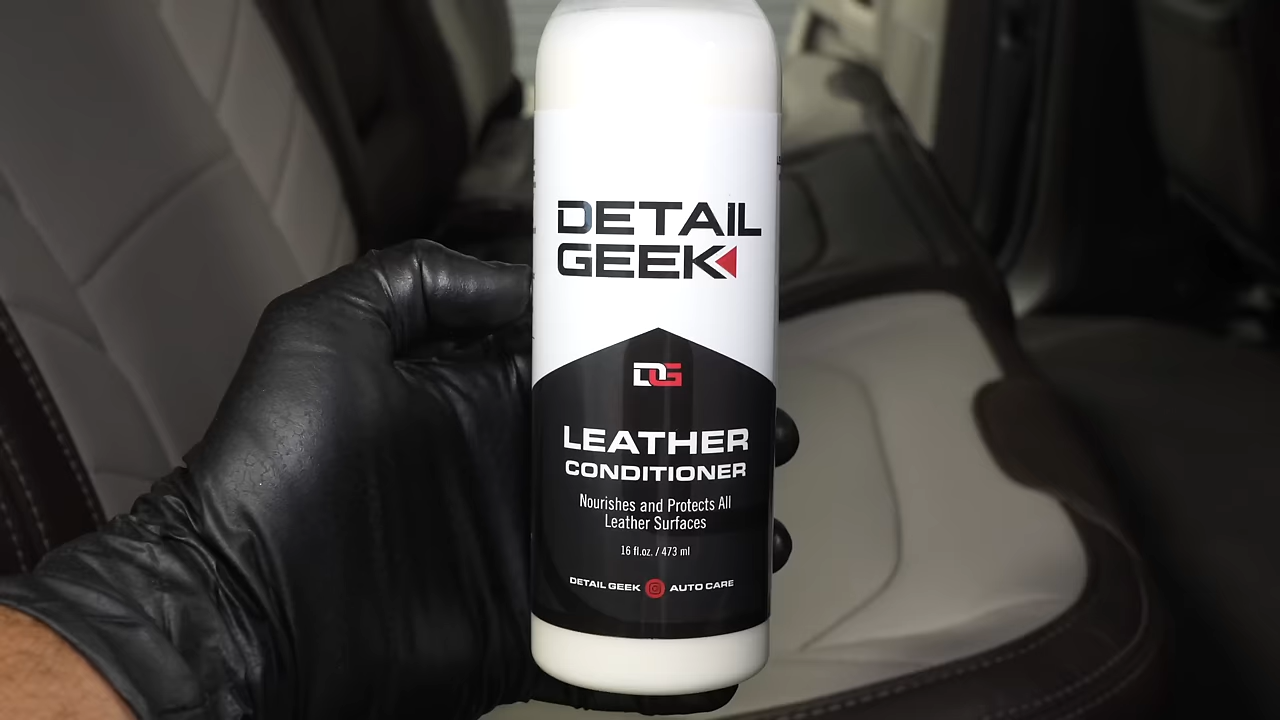 DETAIL
GEEK
DG
LEATHER
CONDITIONER
Nourishes and Protects All
Leather Surfaces
16 fl.oz. / 473 ml
DETAIL GEEK AUTO CARE